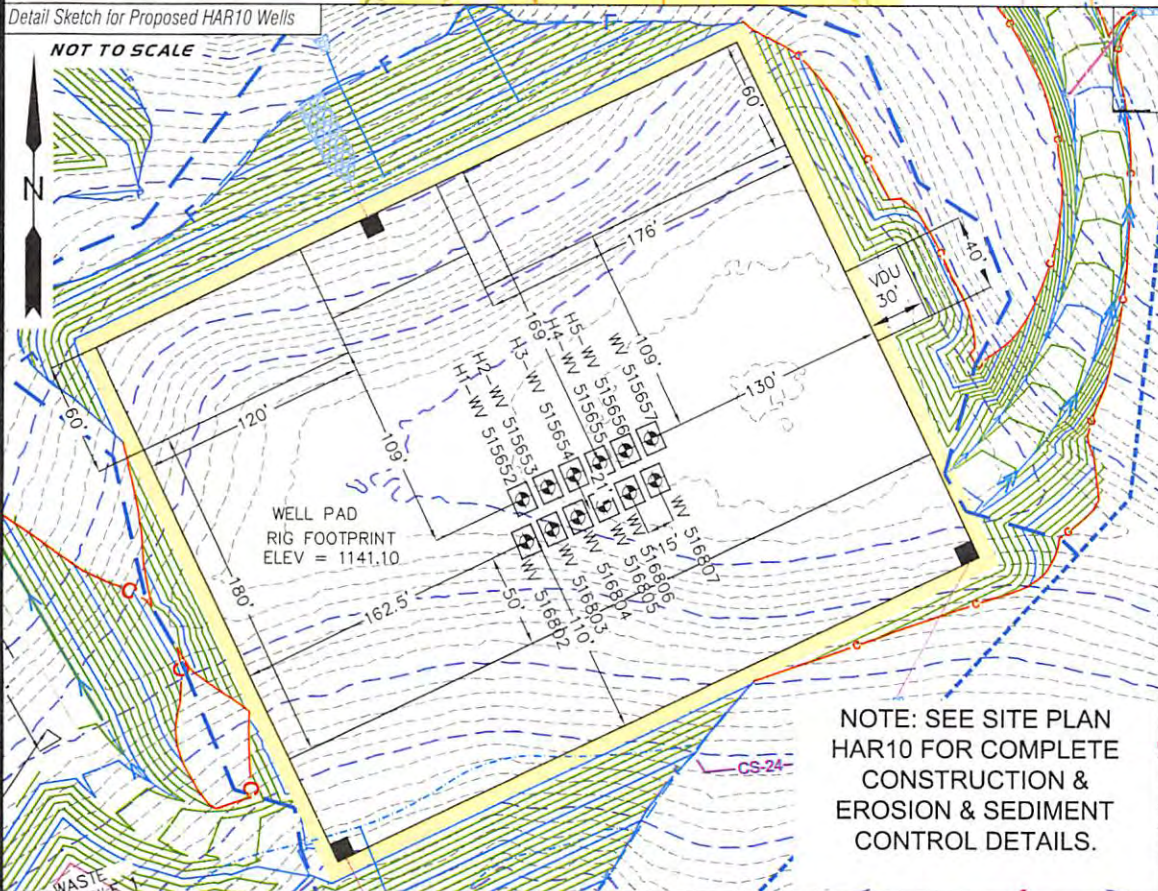 Detail Sketch for Proposed HAR10 Wells
NOT TO SCALE
N
F
F
F
60'
176'
VDU
30'
40'
169'
109'
H5-WV 515656
WV 515657
H4-WV 515655
H3-WV 515654
H2-WV 515653
H1-WV 515652
130'
60'
120'
109'
WELL PAD
RIG FOOTPRINT
ELEV = 1141.10
21'
15'
WV 516807
WV 516806
WV 516805
WV 516804
WV 516803
WV 516802
180'
162.5'
50'
110'
C
C
C
C
C
C
C
C
C
C
C
CS-24
NOTE: SEE SITE PLAN
HAR10 FOR COMPLETE
CONSTRUCTION &
EROSION & SEDIMENT
CONTROL DETAILS.
WASTE